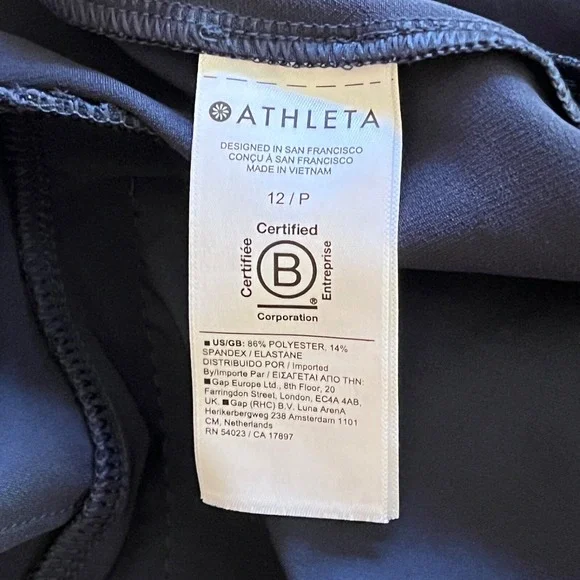 ATHLETA
DESIGNED IN SAN FRANCISCO
CONÇU À SAN FRANCISCO
MADE IN VIETNAM
12 / P
Certified
Certifiée
B
Entreprise
®
Corporation
■ US/GB: 86% POLYESTER, 14%
SPANDEX / ELASTANE
DISTRIBUIDO POR / Imported
By/Importe Par / ΕΙΣΑΓΕΤΑΙ ΑΠΟ ΤΗΝ:
■ Gap Europe Ltd., 8th Floor, 20
Farringdon Street, London, EC4A 4AB,
UK. ■ Gap (RHC) B.V. Luna ArenA
Herikerbergweg 238 Amsterdam 1101
CM, Netherlands
RN 54023 / CA 17897